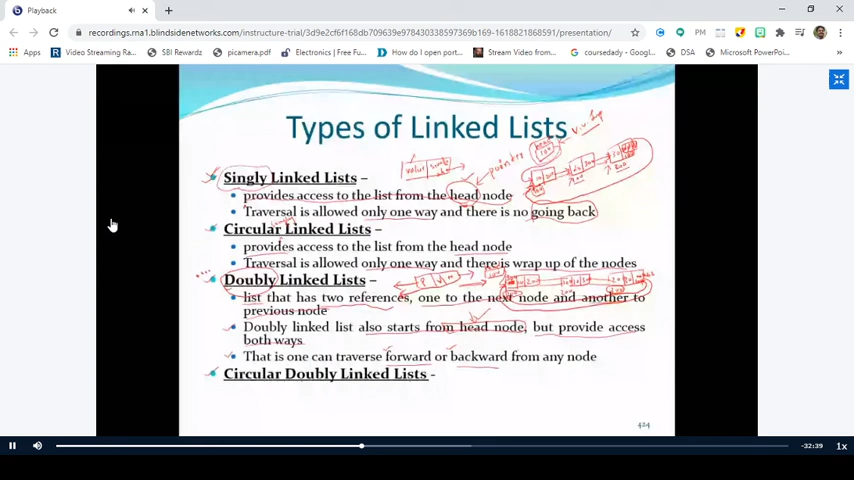 Playback
recordings.rna1.blindsidenetworks.com/instructure-trial/3d9e2cf6f168db709639e978430338597f369b169-1618821868591/presentation/
Apps
Video Streaming Ra...
SBI Rewardz
picamera.pdf
Electronics | Free Fu...
How do I open port...
Stream Video from...
coursedady - Googl...
DSA
Microsoft PowerPoi...
Types of Linked Lists
head
V.V. Imp
value
pointer
Singly Linked Lists –
provides access to the list from the head node
Traversal is allowed only one way and there is no going back
Circular Linked Lists –
provides access to the list from the head node
Traversal is allowed only one way and there is wrap up of the nodes
Doubly Linked Lists –
P V N
list that has two references, one to the next node and another to
previous node
Doubly linked list also starts from head node, but provide access
both ways
That is one can traverse forward or backward from any node
Circular Doubly Linked Lists -
424
-32:39
1x